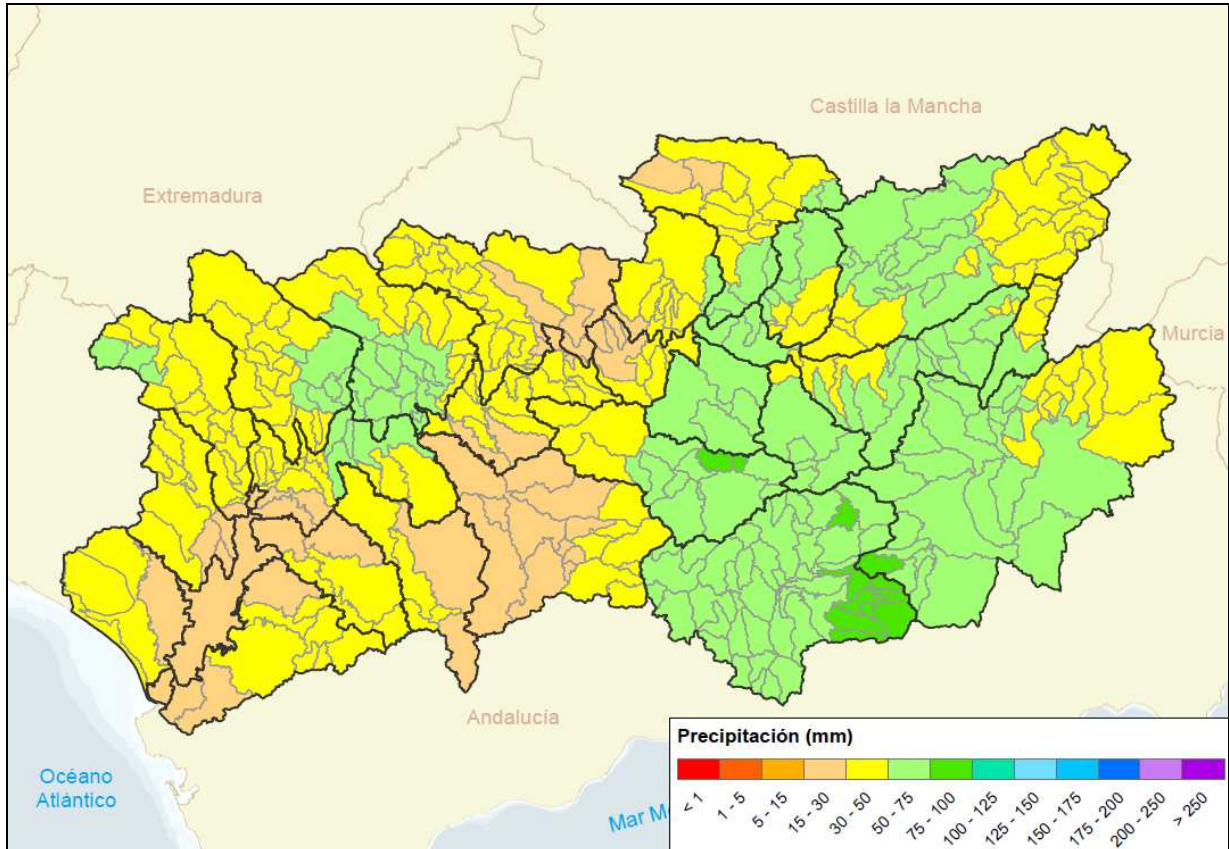 Castilla la Mancha
Extremadura
Murcia
Andalucía
Océano
Atlántico
Mar
Precipitación (mm)
< 1
1 - 5
5 - 15
15 - 30
30 - 50
50 - 75
75 - 100
100 - 125
125 - 150
150 - 175
175 - 200
200 - 250
> 250